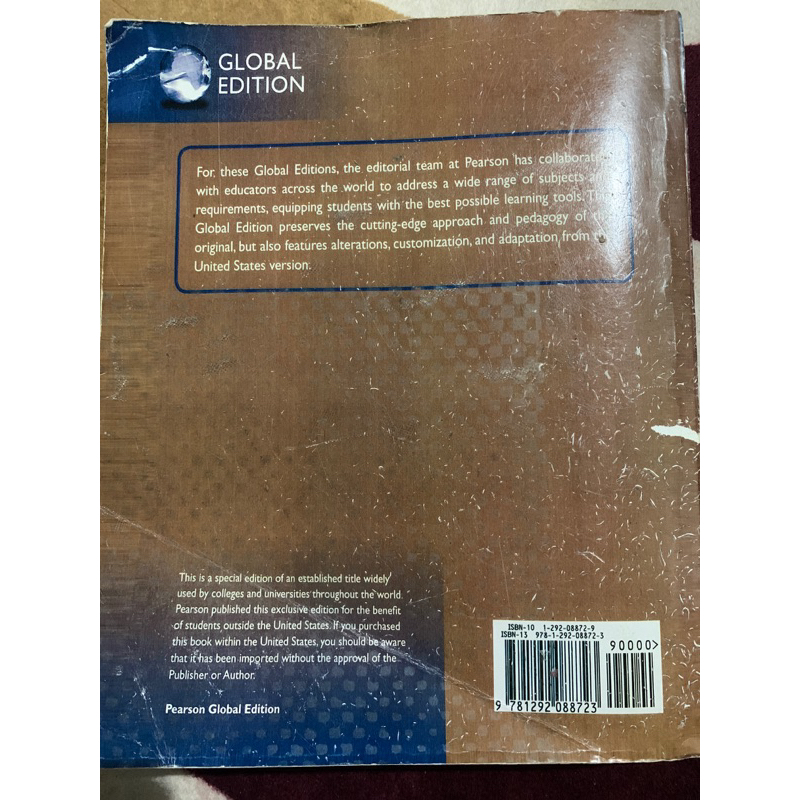 GLOBAL
EDITION
For these Global Editions, the editorial team at Pearson has
with educators across the world to address a wide range of subjects
requirements, equipping students with the best possible learning tools.
Global Edition preserves the cutting-edge approach and pedagogy of
original, but also features alterations, customization, and adaptation from
United States version.
This is a special edition of an established title widely
used by colleges and universities throughout the world.
Pearson published this exclusive edition for the benefit
of students outside the United States. If you purchased
this book within the United States, you should be aware
that it has been imported without the approval of the
Publisher or Author.
Pearson Global Edition
ISBN-10 1-292-08872-9
ISBN-13 978-1-292-08872-3
90000>
9 781292 088723